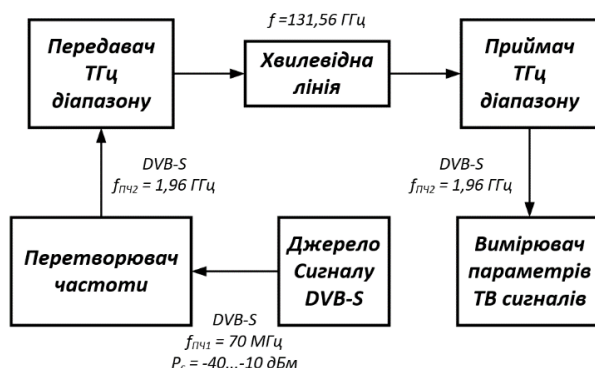 Передавач
ТГц
діапазону
f =131,56 ГГц
Хвилевідна
лінія
Приймач
ТГц
діапазону
DVB-S
fПЧ2 = 1,96 ГГц
DVB-S
fПЧ2 = 1,96 ГГц
Перетворювач
частоти
Джерело
Сигналу
DVB-S
Вимірювач
параметрів
ТВ сигналів
DVB-S
fПЧ1 = 70 МГц
Pс = -40...-10 дБм